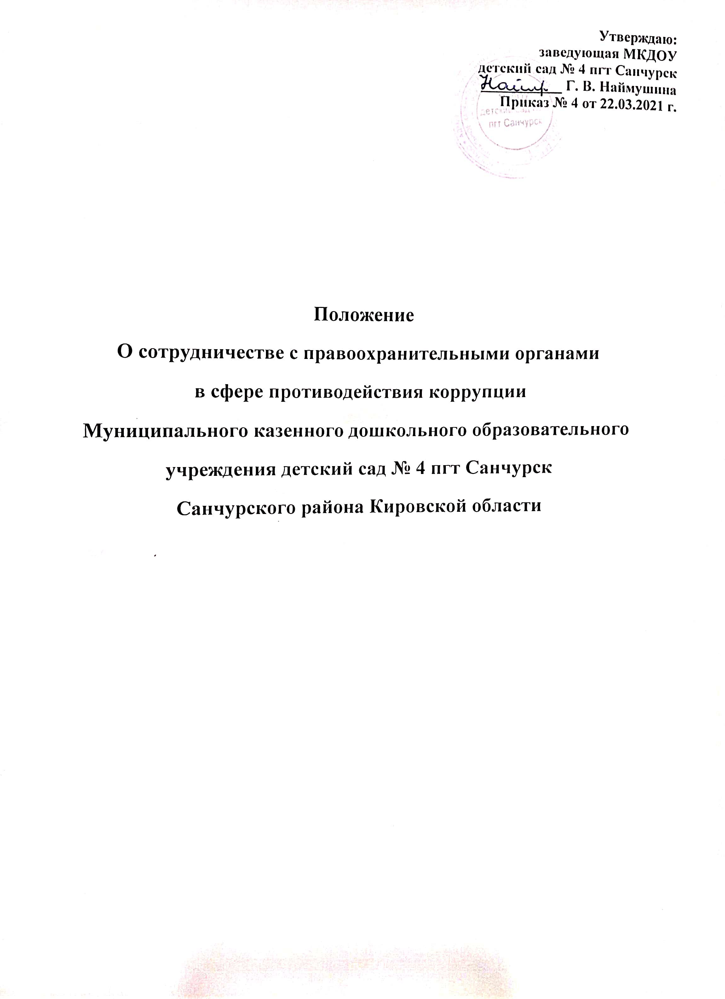 Утверждаю:
заведующая МКДОУ
детский сад № 4 пгт Санчурск
Г. В. Наймушина
Приказ № 4 от 22.03.2021 г.
детский сад
пгт Санчурск
Положение
О сотрудничестве с правоохранительными органами
в сфере противодействия коррупции
Муниципального казенного дошкольного образовательного
учреждения детский сад № 4 пгт Санчурск
Санчурского района Кировской области